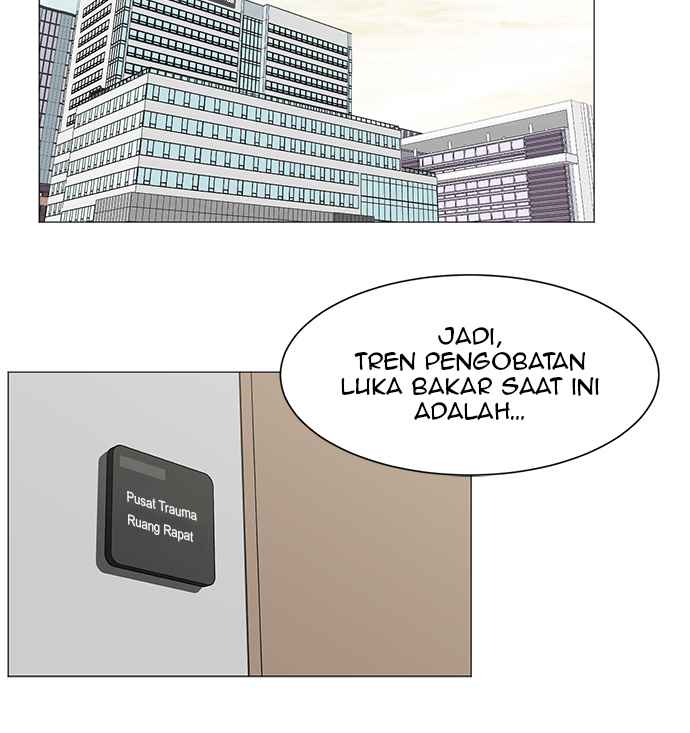 JADI,
TREN PENGOBATAN
LUKA BAKAR SAAT INI
ADALAH...
Pusat Trauma
Ruang Rapat